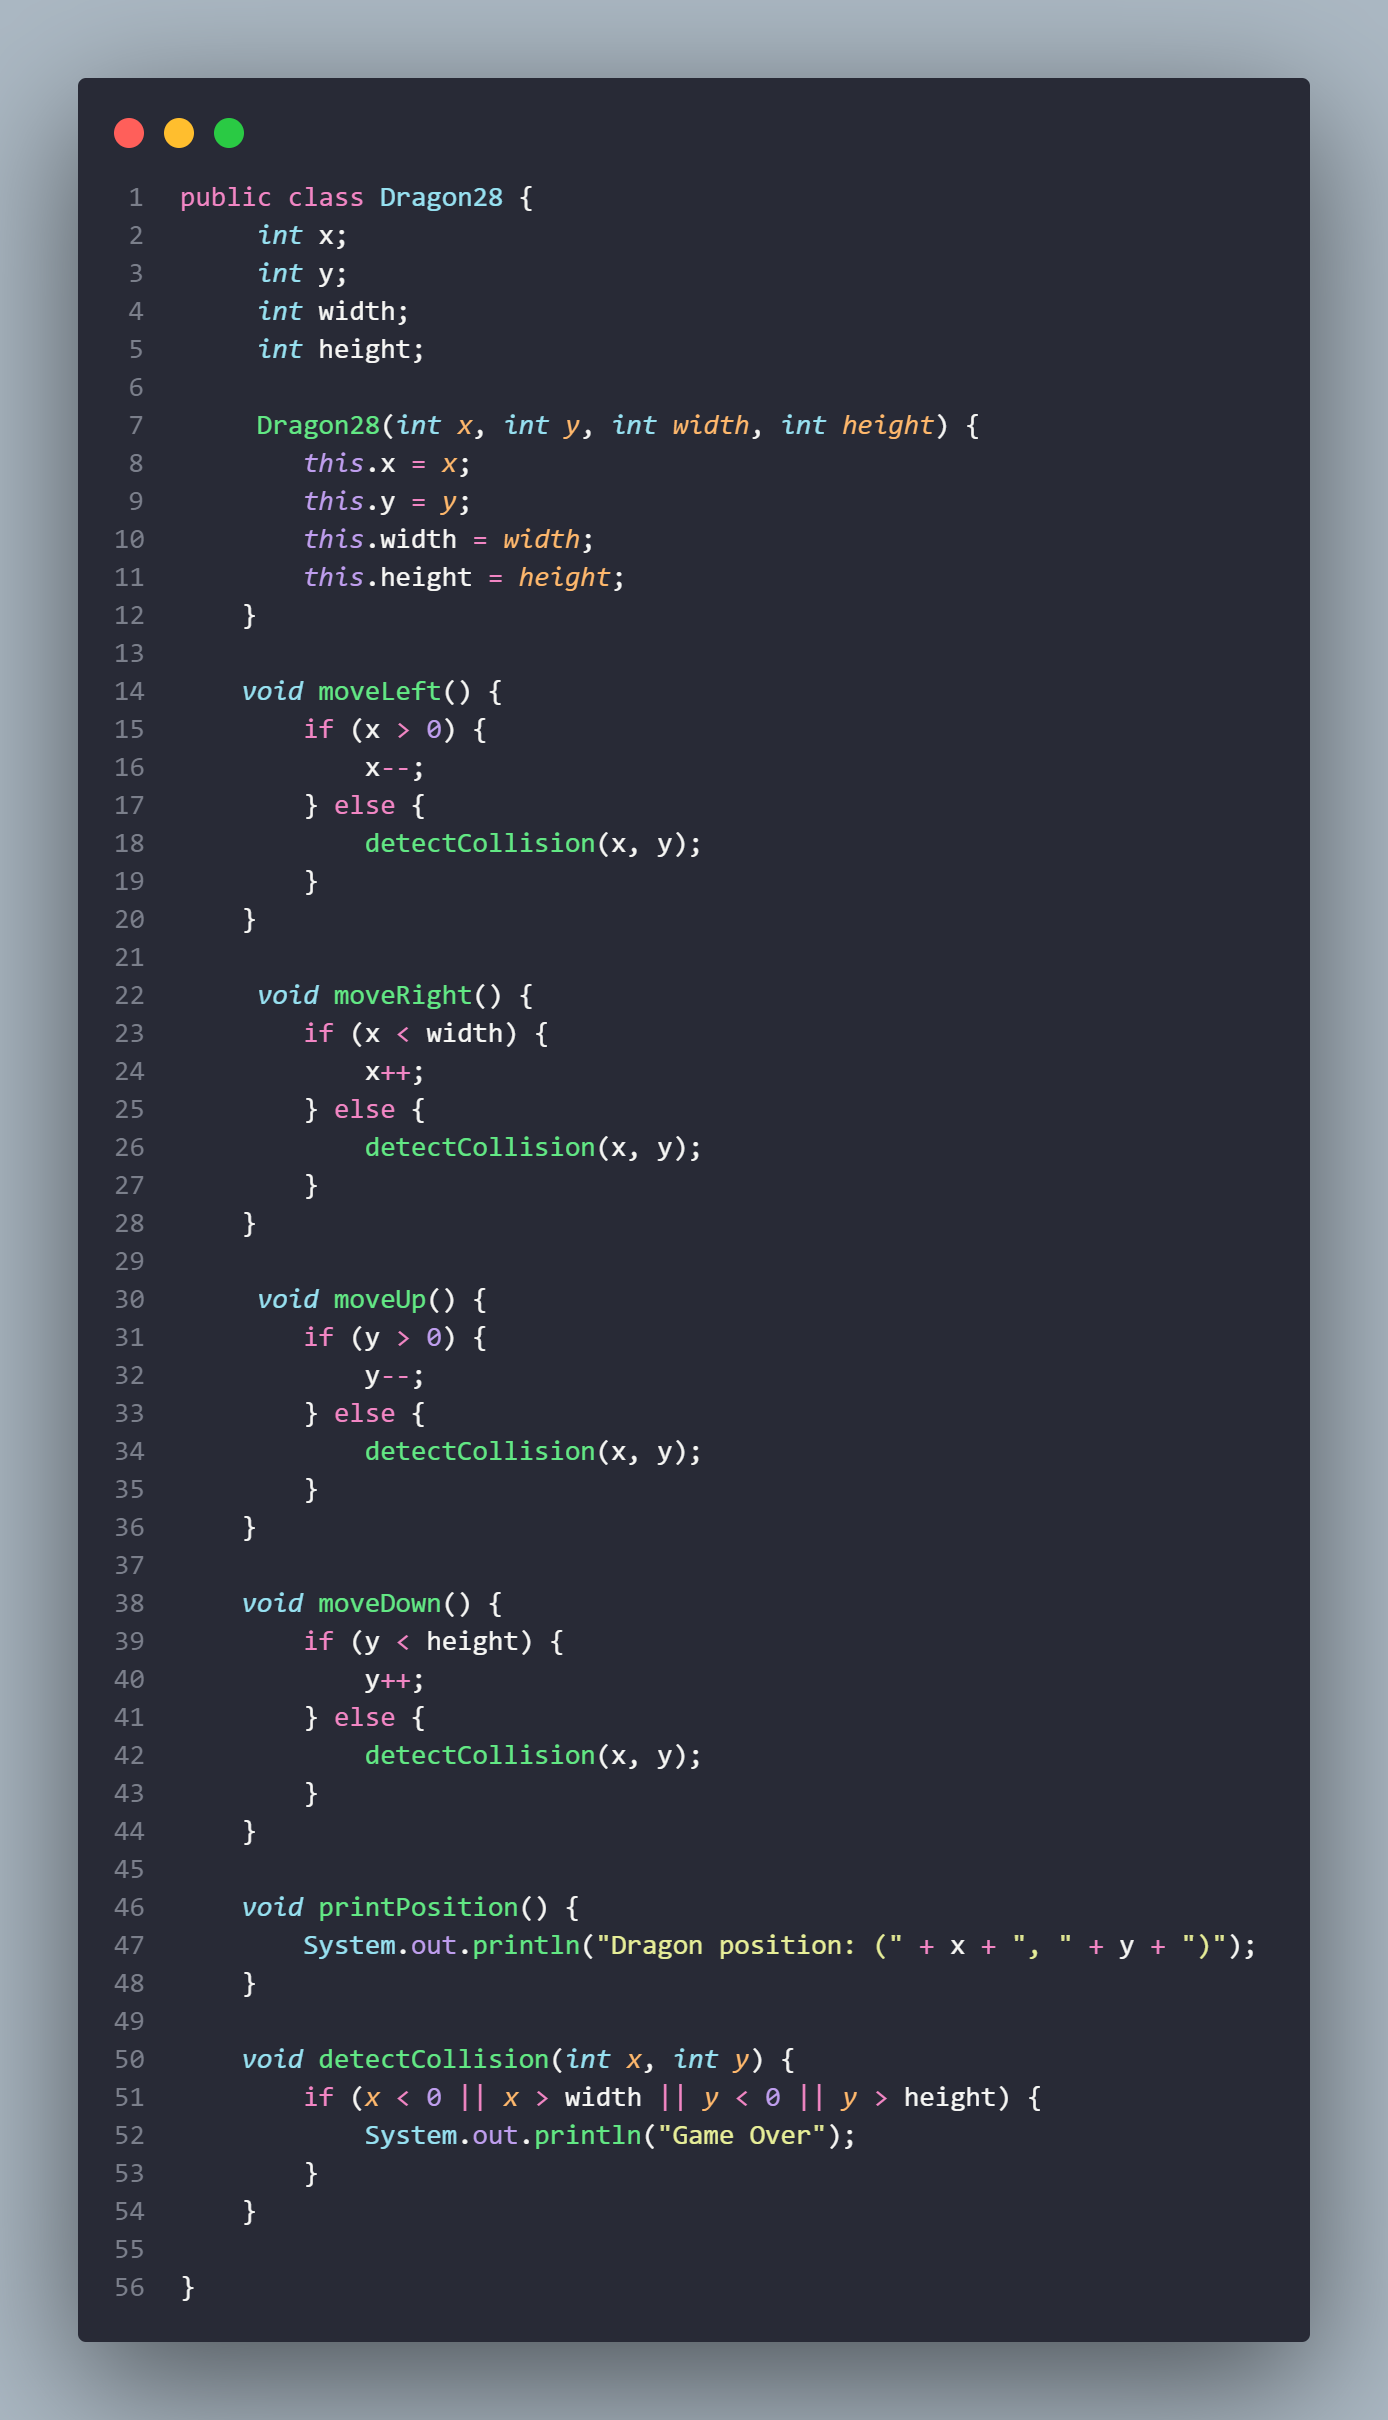 1 public class Dragon28 {
2      int x;
3      int y;
4      int width;
5      int height;
6
7      Dragon28(int x, int y, int width, int height) {
8         this.x = x;
9         this.y = y;
10         this.width = width;
11         this.height = height;
12     }
13
14     void moveLeft() {
15         if (x > 0) {
16             x--;
17         } else {
18             detectCollision(x, y);
19         }
20     }
21
22      void moveRight() {
23         if (x < width) {
24             x++;
25         } else {
26             detectCollision(x, y);
27         }
28     }
29
30      void moveUp() {
31         if (y > 0) {
32             y--;
33         } else {
34             detectCollision(x, y);
35         }
36     }
37
38     void moveDown() {
39         if (y < height) {
40             y++;
41         } else {
42             detectCollision(x, y);
43         }
44     }
45
46     void printPosition() {
47         System.out.println("Dragon position: (" + x + ", " + y + ")");
48     }
49
50     void detectCollision(int x, int y) {
51         if (x < 0 || x > width || y < 0 || y > height) {
52             System.out.println("Game Over");
53         }
54     }
55
56 }